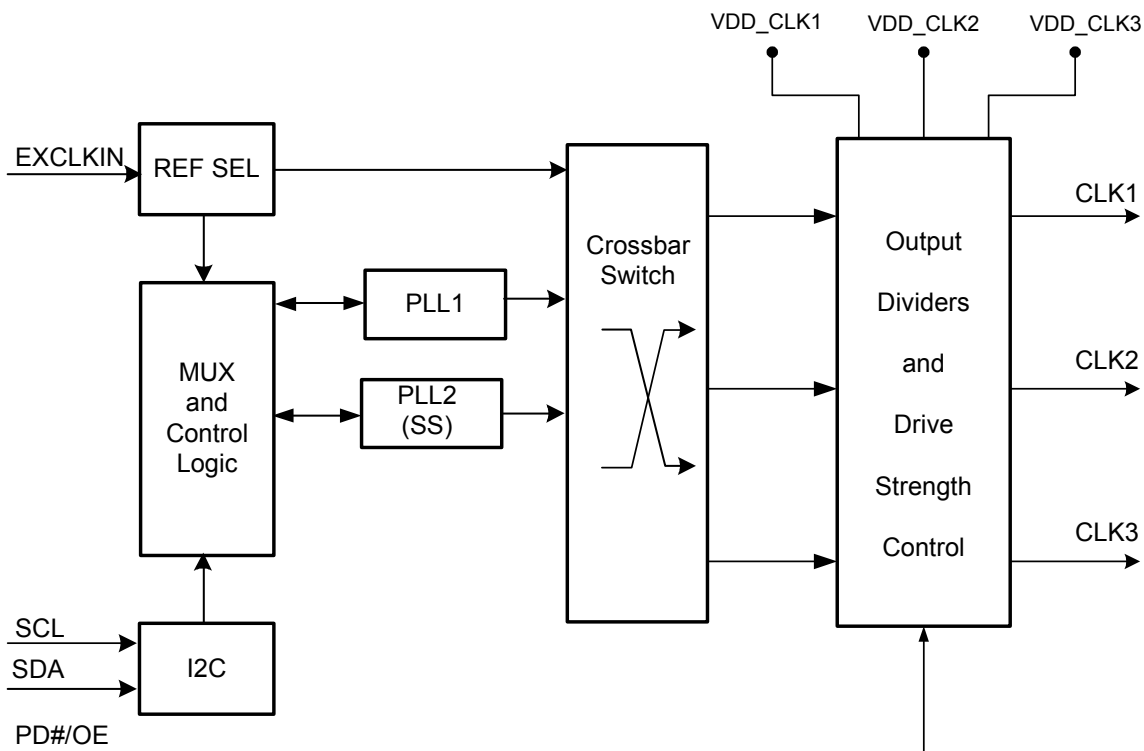 VDD_CLK1
VDD_CLK2
VDD_CLK3
EXCLKIN
REF SEL
MUX
and
Control
Logic
PLL1
PLL2
(SS)
Crossbar
Switch
Output
Dividers
and
Drive
Strength
Control
CLK1
CLK2
CLK3
SCL
SDA
I2C
PD#/OE